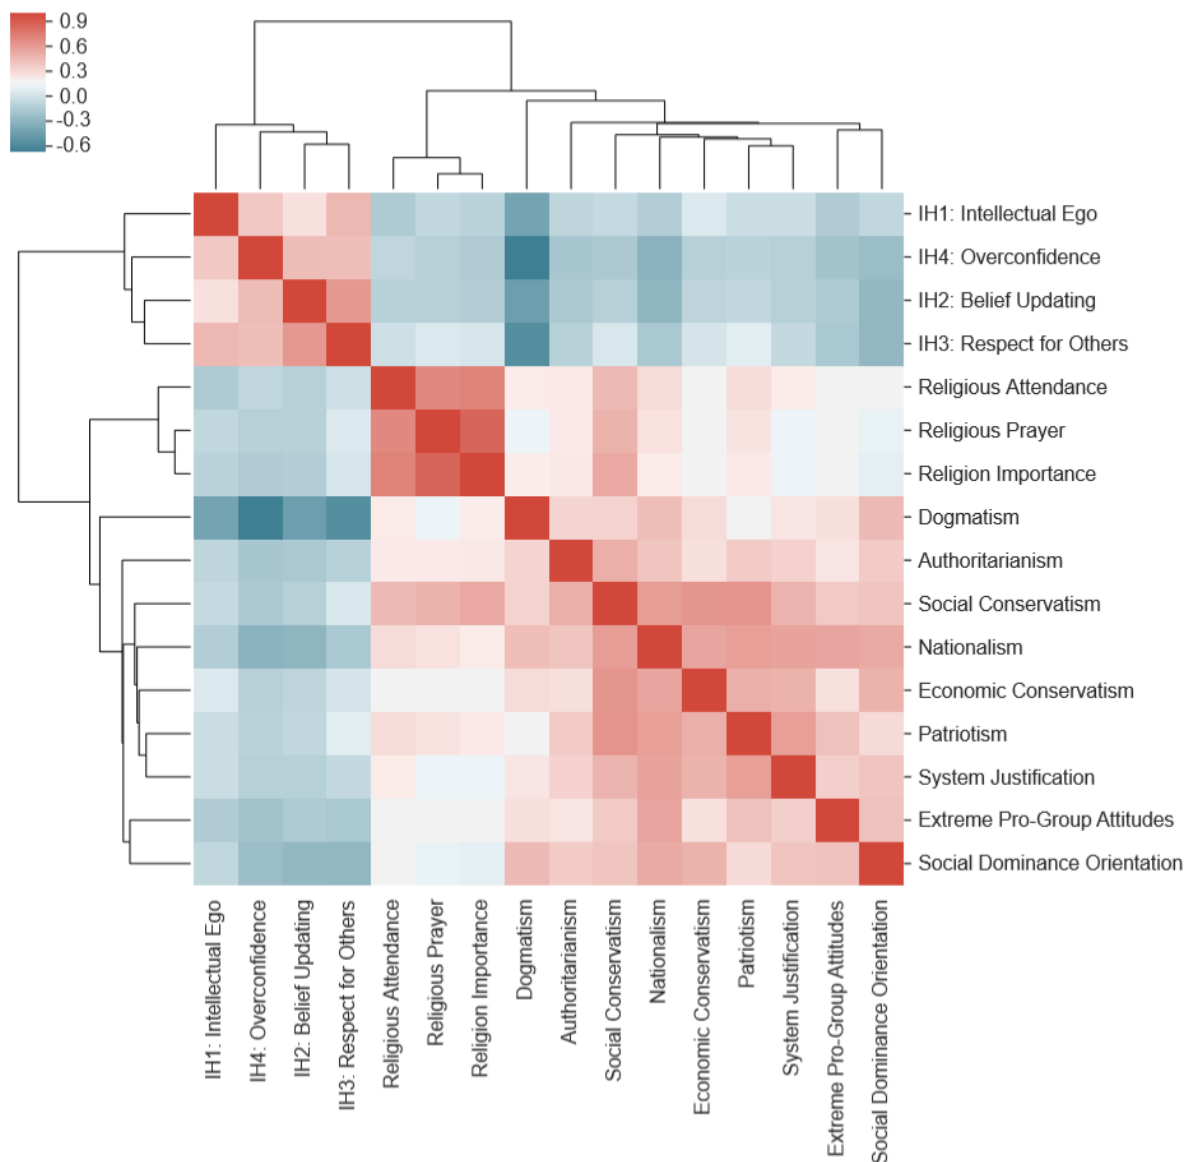 0.9
0.6
0.3
0.0
-0.3
-0.6
IH1: Intellectual Ego
IH4: Overconfidence
IH2: Belief Updating
IH3: Respect for Others
Religious Attendance
Religious Prayer
Religion Importance
Dogmatism
Authoritarianism
Social Conservatism
Nationalism
Economic Conservatism
Patriotism
System Justification
Extreme Pro-Group Attitudes
Social Dominance Orientation
IH1: Intellectual Ego
IH4: Overconfidence
IH2: Belief Updating
IH3: Respect for Others
Religious Attendance
Religious Prayer
Religion Importance
Dogmatism
Authoritarianism
Social Conservatism
Nationalism
Economic Conservatism
Patriotism
System Justification
Extreme Pro-Group Attitudes
Social Dominance Orientation